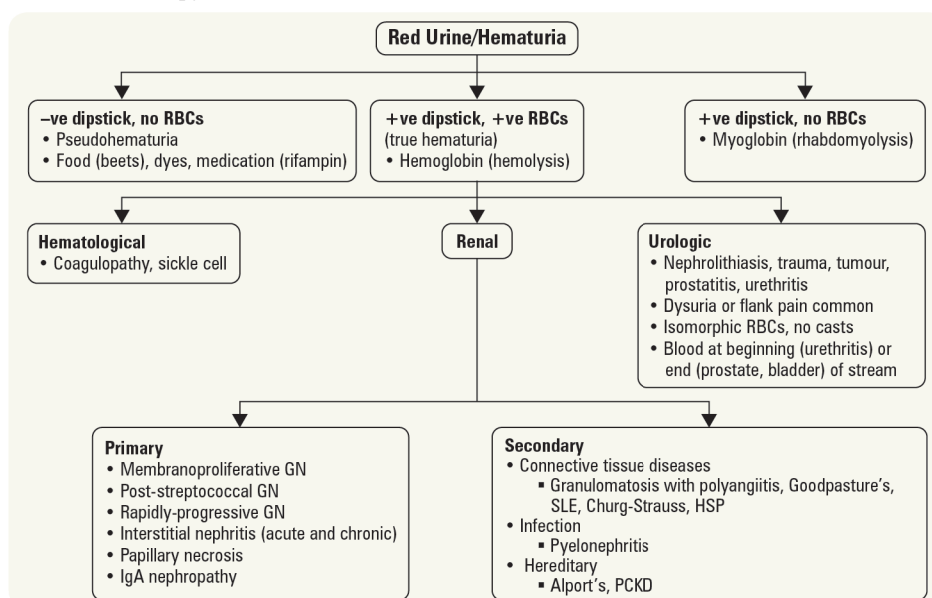 Red Urine/Hematuria
–ve dipstick, no RBCs
• Pseudohematuria
• Food (beets), dyes, medication (rifampin)
+ve dipstick, +ve RBCs
(true hematuria)
• Hemoglobin (hemolysis)
+ve dipstick, no RBCs
• Myoglobin (rhabdomyolysis)
Hematological
• Coagulopathy, sickle cell
Renal
Urologic
• Nephrolithiasis, trauma, tumour,
prostatitis, urethritis
• Dysuria or flank pain common
• Isomorphic RBCs, no casts
• Blood at beginning (urethritis) or
end (prostate, bladder) of stream
Primary
• Membranoproliferative GN
• Post-streptococcal GN
• Rapidly-progressive GN
• Interstitial nephritis (acute and chronic)
• Papillary necrosis
• IgA nephropathy
Secondary
• Connective tissue diseases
▪ Granulomatosis with polyangiitis, Goodpasture’s,
SLE, Churg-Strauss, HSP
• Infection
▪ Pyelonephritis
• Hereditary
▪ Alport’s, PCKD